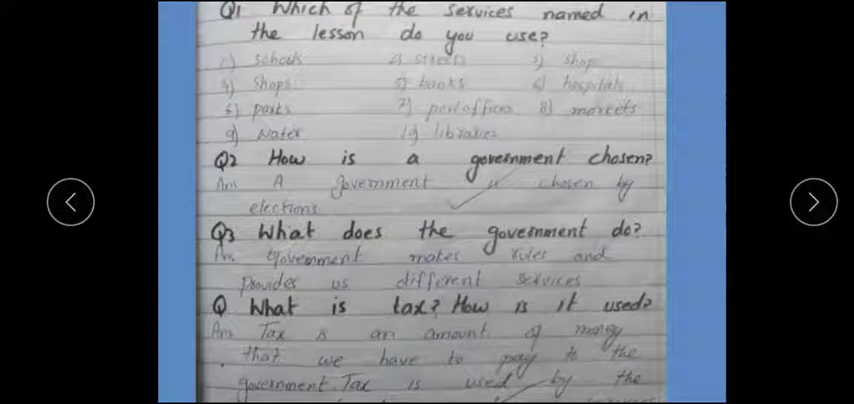 Q1 Which of the services named in
the lesson do you use?
1) schools 2) streets 3) shop
4) shops 5) banks 6) hospitals
6) parks 7) post offices 8) markets
9) Water 10) libraries
Q2 How is a government chosen?
Ans A government is chosen by
elections
Q3 What does the government do?
An. Government makes rules and
provides us different services
Q What is tax? How is it used?
Ans Tax is an amount of money
that we have to pay to the
government. Tax is used by the